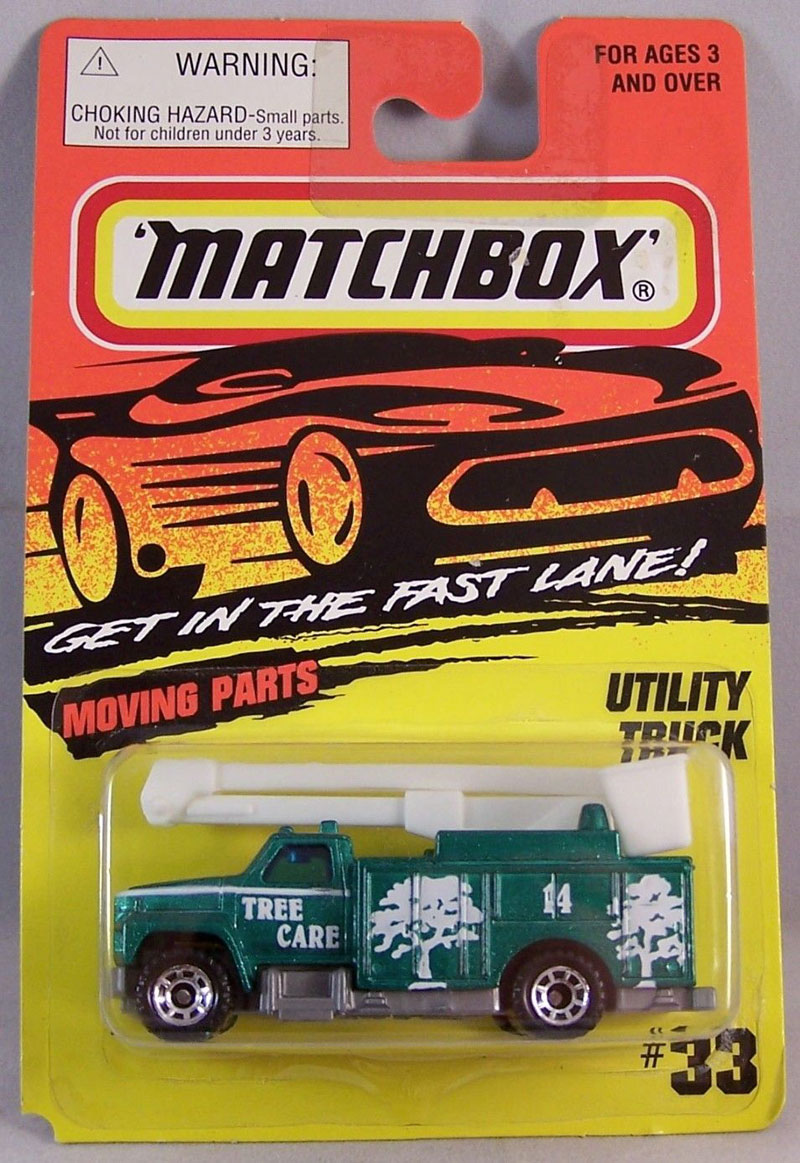 WARNING:
CHOKING HAZARD-Small parts.
Not for children under 3 years.
FOR AGES 3
AND OVER
'MATCHBOX'®
GET IN THE FAST LANE!
MOVING PARTS
UTILITY
TRUCK
TREE
CARE
14
#33